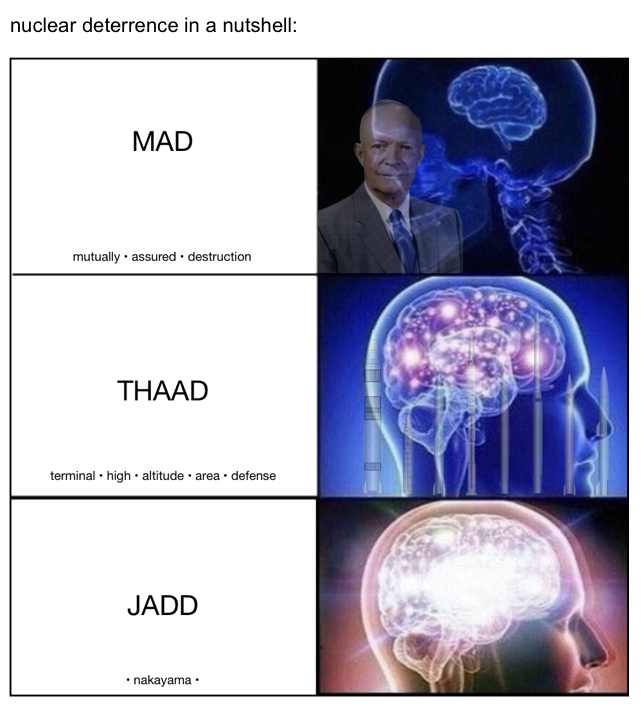 nuclear deterrence in a nutshell:
MAD
mutually • assured • destruction
THAAD
terminal • high • altitude • area • defense
JADD
• nakayama •